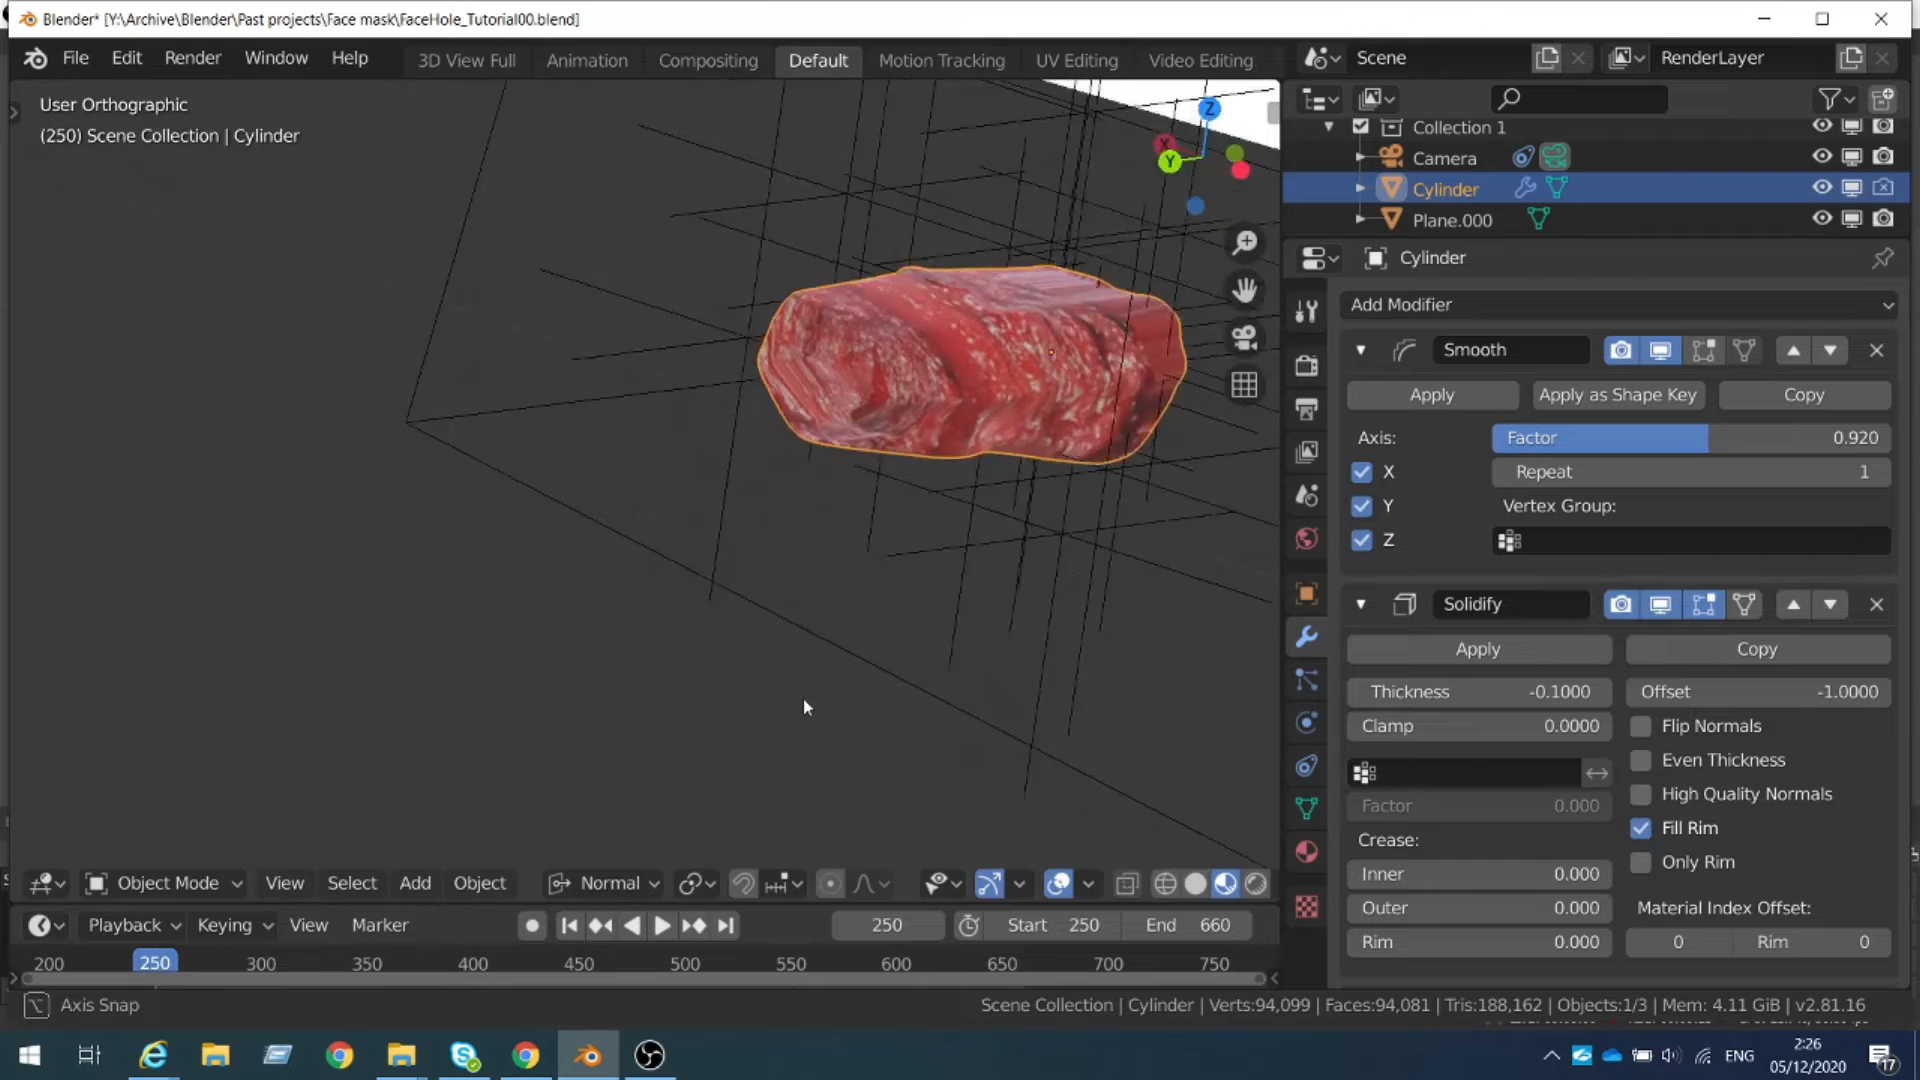 Blender* [Y:\Archive\Blender\Past projects\Face mask\FaceHole_Tutorial00.blend]
File Edit Render Window Help 3D View Full Animation Compositing Default Motion Tracking UV Editing Video Editing Scene RenderLayer
User Orthographic
(250) Scene Collection | Cylinder
Z
X
Y
Collection 1
Camera
Cylinder
Plane.000
Cylinder
Add Modifier
Smooth
Apply Apply as Shape Key Copy
Axis: Factor 0.920
X Repeat 1
Y Vertex Group:
Z
Solidify
Apply Copy
Thickness -0.1000 Offset -1.0000
Clamp 0.0000 Flip Normals
Even Thickness
High Quality Normals
Factor 0.000
Fill Rim
Crease:
Only Rim
Inner 0.000
Outer 0.000 Material Index Offset:
Rim 0.000 0 Rim 0
Object Mode View Select Add Object Normal
Playback Keying View Marker 250 Start 250 End 660
200 250 300 350 400 450 500 550 600 650 700 750
Axis Snap Scene Collection | Cylinder | Verts:94,099 | Faces:94,081 | Tris:188,162 | Objects:1/3 | Mem: 4.11 GiB | v2.81.16
ENG 2:26
05/12/2020
17